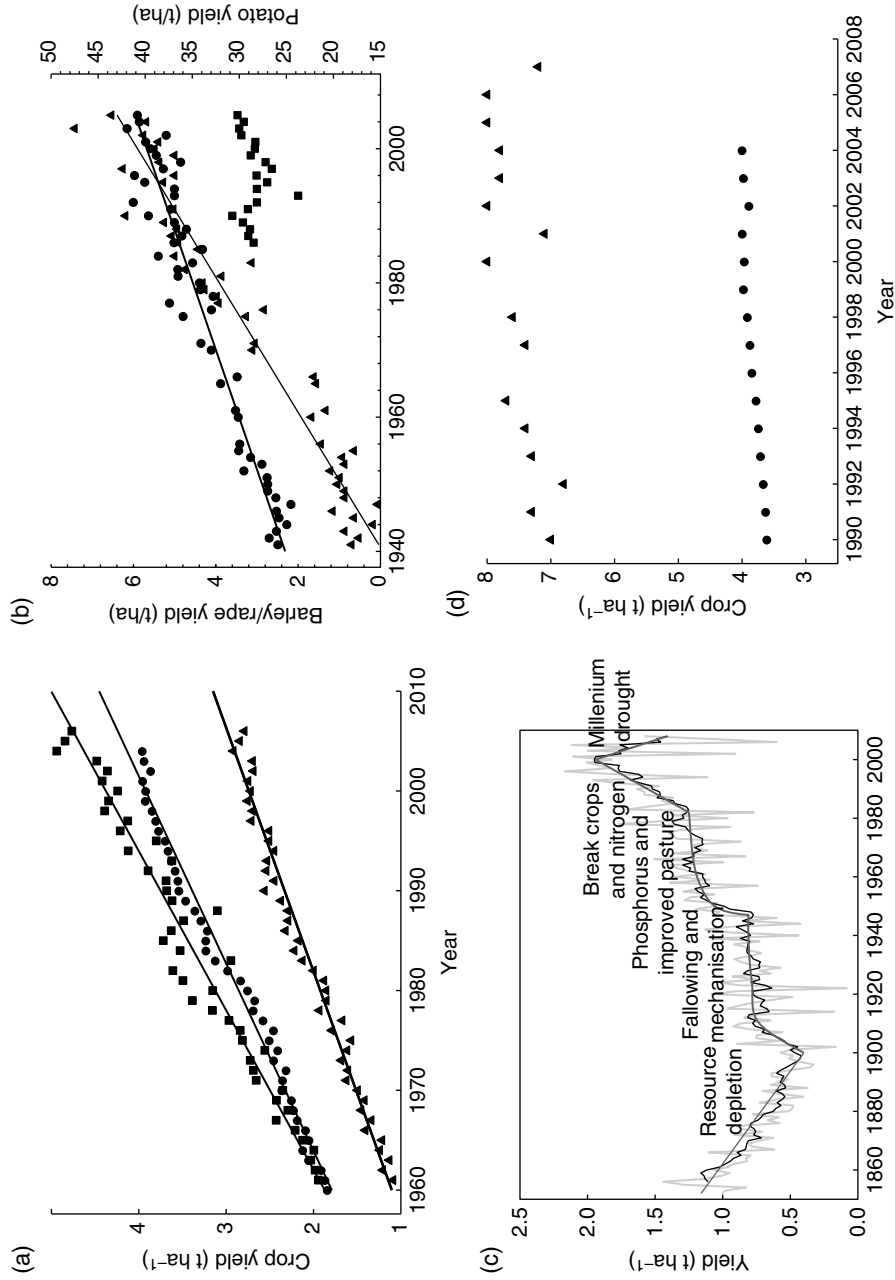 (a)
4
3
2
1
Crop yield (t ha⁻¹)
1960
1970
1980
1990
2000
2010
Year
(b)
8
6
4
2
0
Barley/rape yield (t/ha)
50
45
40
35
30
25
20
15
Potato yield (t/ha)
1940
1960
1980
2000
(c)
2.5
2.0
1.5
1.0
0.5
0.0
Yield (t ha⁻¹)
Resource
depletion
Fallowing and
mechanisation
Phosphorus and
improved pasture
Break crops
and nitrogen
Millenium
drought
1860
1880
1900
1920
1940
1960
1980
2000
(d)
8
7
6
5
4
3
Crop yield (t ha⁻¹)
1990
1992
1994
1996
1998
2000
2002
2004
2006
2008
Year